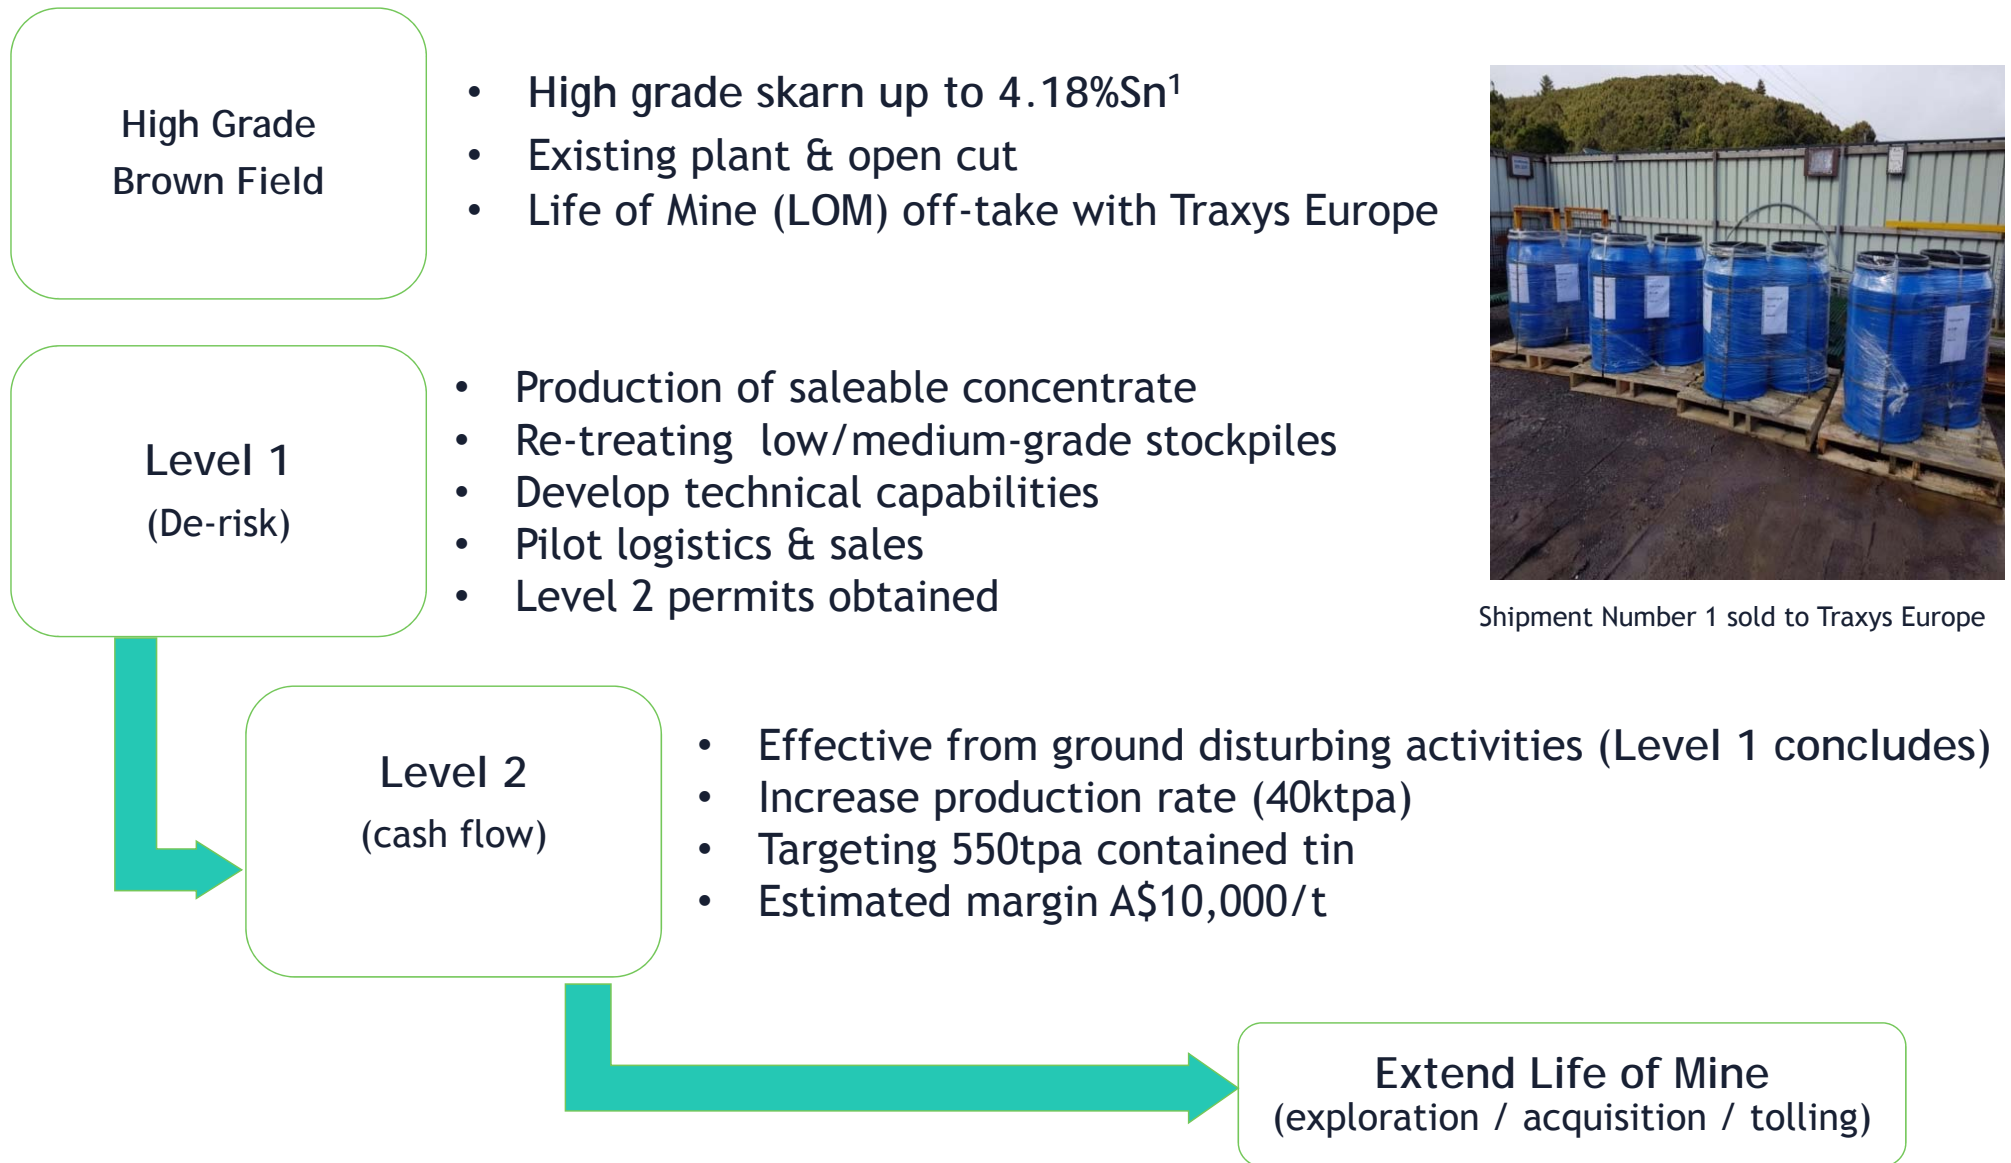 High Grade
Brown Field
• High grade skarn up to 4.18%Sn¹
• Existing plant & open cut
• Life of Mine (LOM) off-take with Traxys Europe
Level 1
(De-risk)
• Production of saleable concentrate
• Re-treating low/medium-grade stockpiles
• Develop technical capabilities
• Pilot logistics & sales
• Level 2 permits obtained
Shipment Number 1 sold to Traxys Europe
Level 2
(cash flow)
• Effective from ground disturbing activities (Level 1 concludes)
• Increase production rate (40ktpa)
• Targeting 550tpa contained tin
• Estimated margin A$10,000/t
Extend Life of Mine
(exploration / acquisition / tolling)